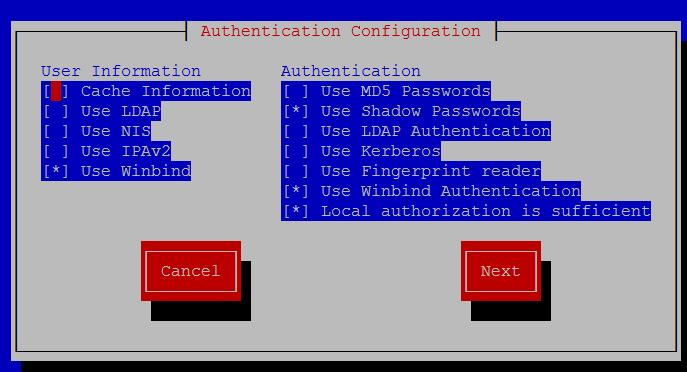 Authentication Configuration
User Information
[ ] Cache Information
[ ] Use LDAP
[ ] Use NIS
[ ] Use IPAv2
[*] Use Winbind
Authentication
[ ] Use MD5 Passwords
[*] Use Shadow Passwords
[ ] Use LDAP Authentication
[ ] Use Kerberos
[ ] Use Fingerprint reader
[*] Use Winbind Authentication
[*] Local authorization is sufficient
Cancel
Next